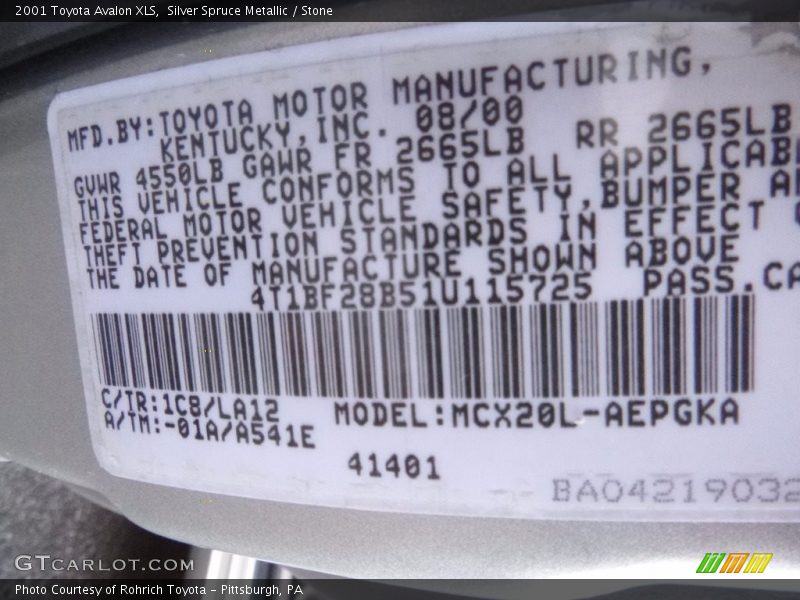 2001 Toyota Avalon XLS,  Silver Spruce Metallic / Stone
MFD.BY:TOYOTA MOTOR MANUFACTURING,
KENTUCKY,INC. 08/00
GVWR 4550LB GAWR FR 2665LB RR 2665LB
THIS VEHICLE CONFORMS TO ALL
FEDERAL MOTOR VEHICLE SAFETY,BUMPER
THEFT PREVENTION STANDARDS IN EFFECT
THE DATE OF MANUFACTURE SHOWN ABOVE
4T1BF28B51U115725 PASS.
C/TR:1C8/LA12 MODEL:MCX20L-AEPGKA
A/TM:-01A/A541E
41401
BA04219032
GTCARLOT.COM
Photo Courtesy of Rohrich Toyota - Pittsburgh, PA